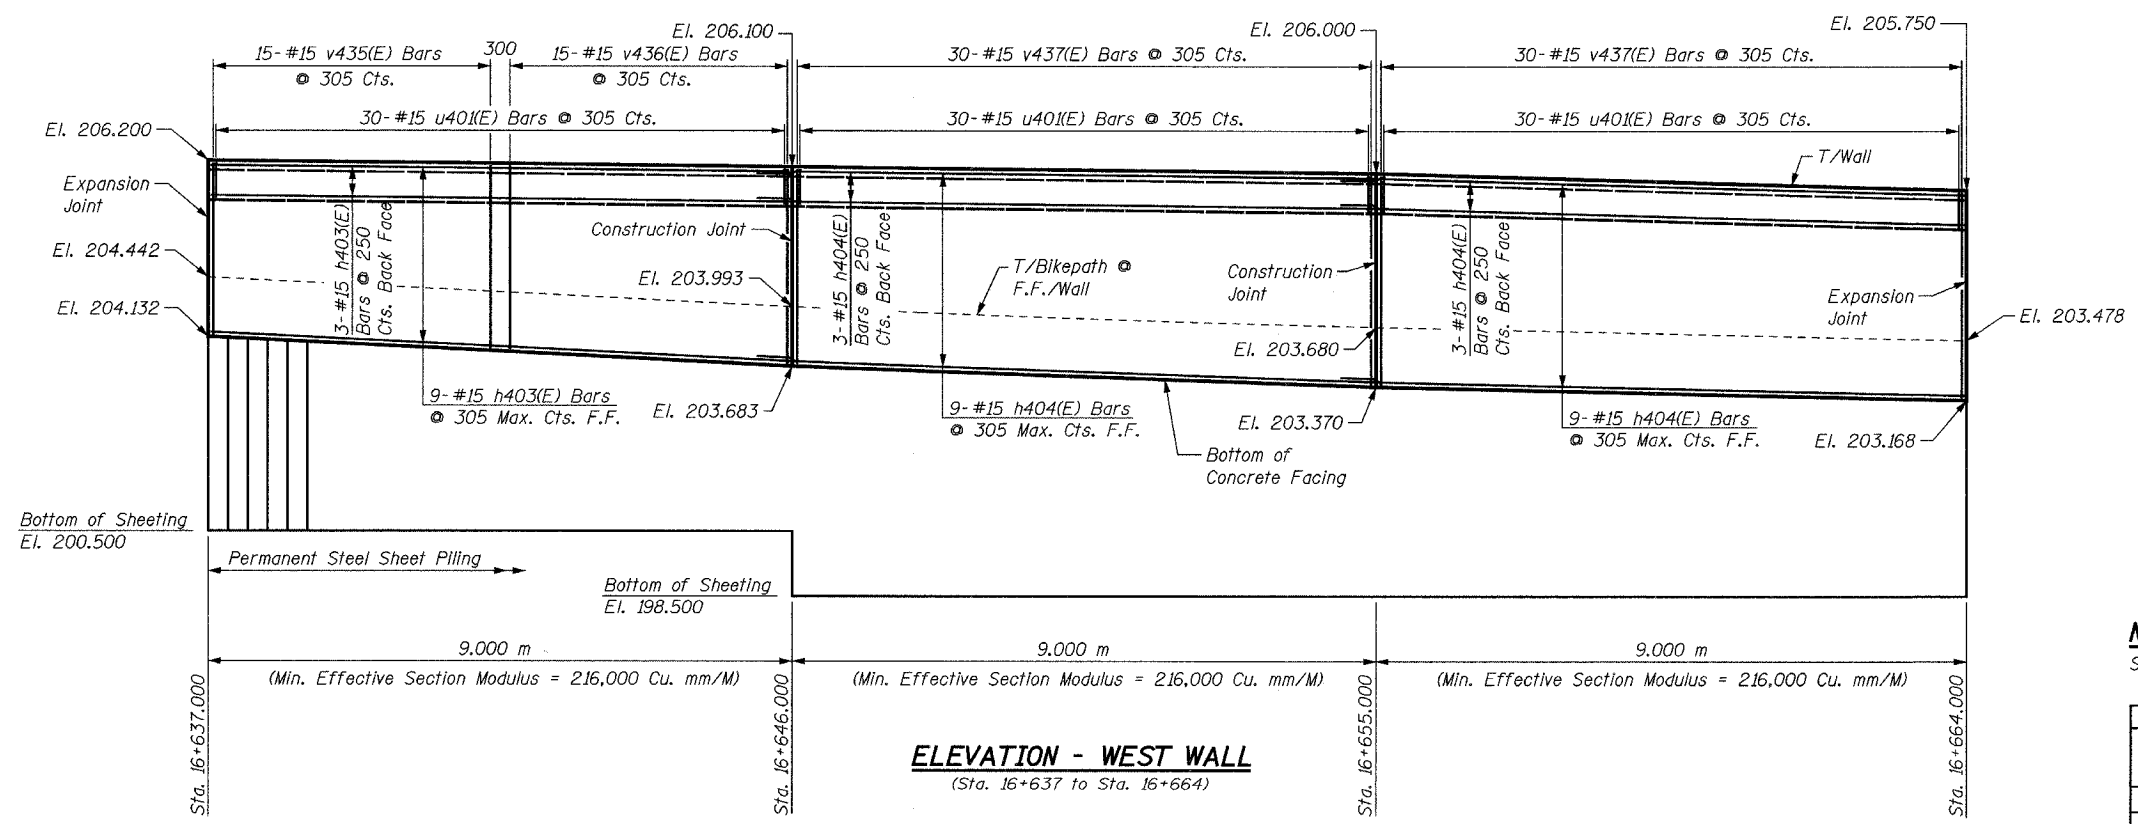 El. 206.100
El. 206.000
El. 205.750
15-#15 v435(E) Bars
@ 305 Cts.
300
15-#15 v436(E) Bars
@ 305 Cts.
30-#15 v437(E) Bars @ 305 Cts.
30-#15 v437(E) Bars @ 305 Cts.
30-#15 u401(E) Bars @ 305 Cts.
30-#15 u401(E) Bars @ 305 Cts.
30-#15 u401(E) Bars @ 305 Cts.
El. 206.200
T/Wall
Expansion
Joint
3-#15 h403(E)
Bars @ 250
Cts. Back Face
Construction Joint
3-#15 h404(E)
Bars @ 250
Cts. Back Face
T/Bikepath @
F.F./Wall
Construction
Joint
3-#15 h404(E)
Bars @ 250
Cts. Back Face
Expansion
Joint
El. 204.442
El. 203.993
El. 204.132
El. 203.680
El. 203.478
9-#15 h403(E) Bars
@ 305 Max. Cts. F.F.
El. 203.683
9-#15 h404(E) Bars
@ 305 Max. Cts. F.F.
El. 203.370
9-#15 h404(E) Bars
@ 305 Max. Cts. F.F.
El. 203.168
Bottom of
Concrete Facing
Bottom of Sheeting
El. 200.500
Permanent Steel Sheet Piling
Bottom of Sheeting
El. 198.500
9.000 m
(Min. Effective Section Modulus = 216,000 Cu. mm/M)
9.000 m
(Min. Effective Section Modulus = 216,000 Cu. mm/M)
9.000 m
(Min. Effective Section Modulus = 216,000 Cu. mm/M)
Sta. 16+637.000
Sta. 16+646.000
Sta. 16+655.000
Sta. 16+664.000
ELEVATION - WEST WALL
(Sta. 16+637 to Sta. 16+664)